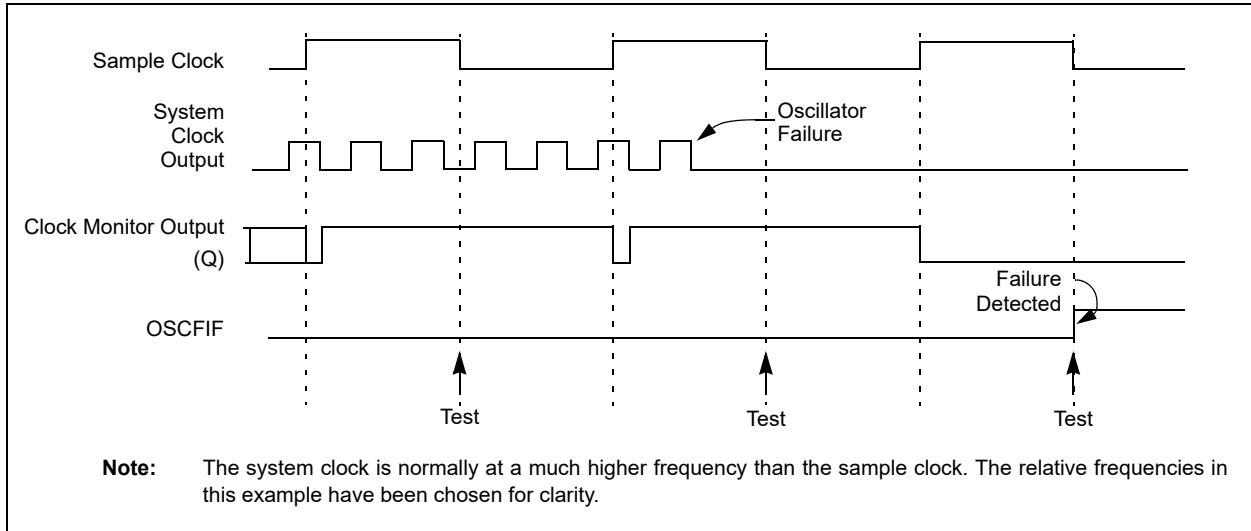 Sample Clock
System
Clock
Output
Oscillator
Failure
Clock Monitor Output
(Q)
Failure
Detected
OSCFIF
Test
Test
Test
Note: The system clock is normally at a much higher frequency than the sample clock. The relative frequencies in
this example have been chosen for clarity.